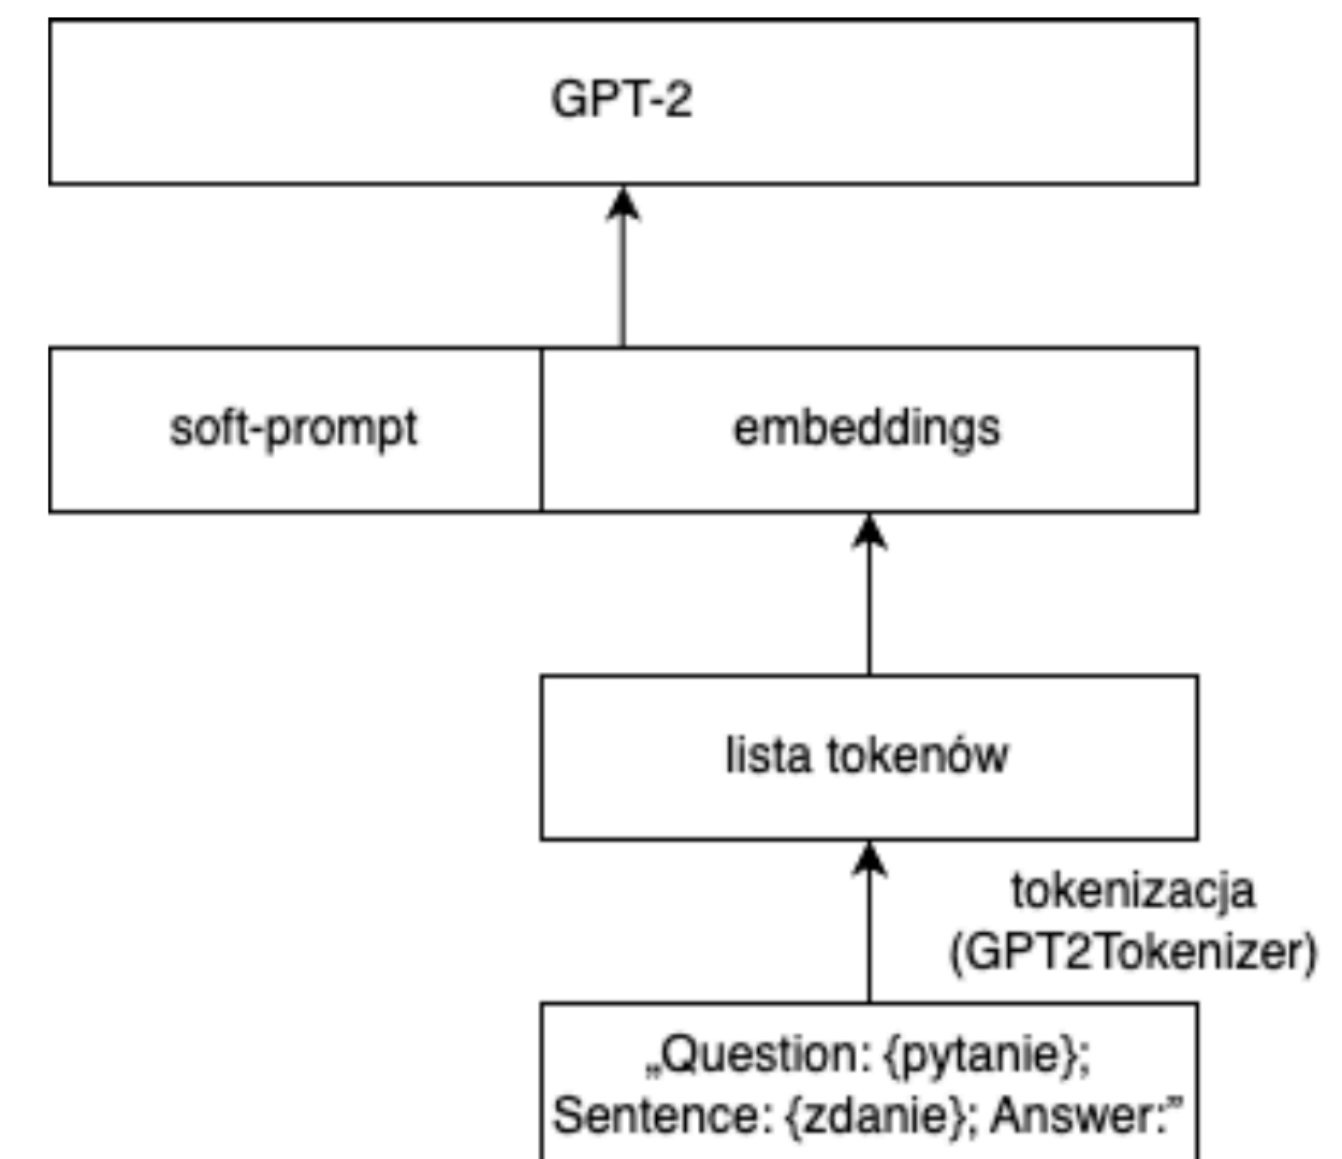 GPT-2
soft-prompt
embeddings
lista tokenów
tokenizacja
(GPT2Tokenizer)
„Question: {pytanie};
Sentence: {zdanie}; Answer:”